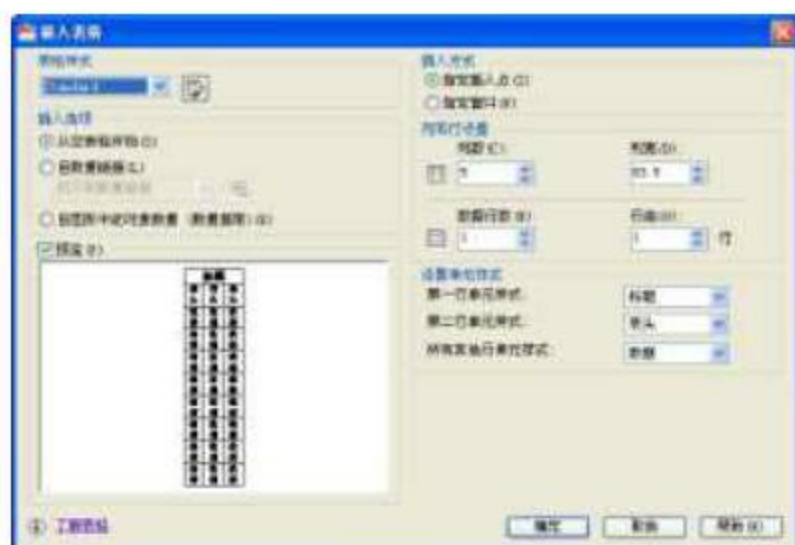 插入表格
表格样式
Standard
插入选项
从空表格开始(S)
自数据链接(L)
自图形中的对象数据(数据提取)(X)
预览(P)
标题
插入方式
指定插入点(I)
指定窗口(W)
列和行设置
列数(C):
列宽(D):
5
63.5
数据行数(R):
行高(G):
1
1
行
设置单元样式
第一行单元样式:
标题
第二行单元样式:
表头
所有其他行单元样式:
数据
确定
取消
帮助(H)